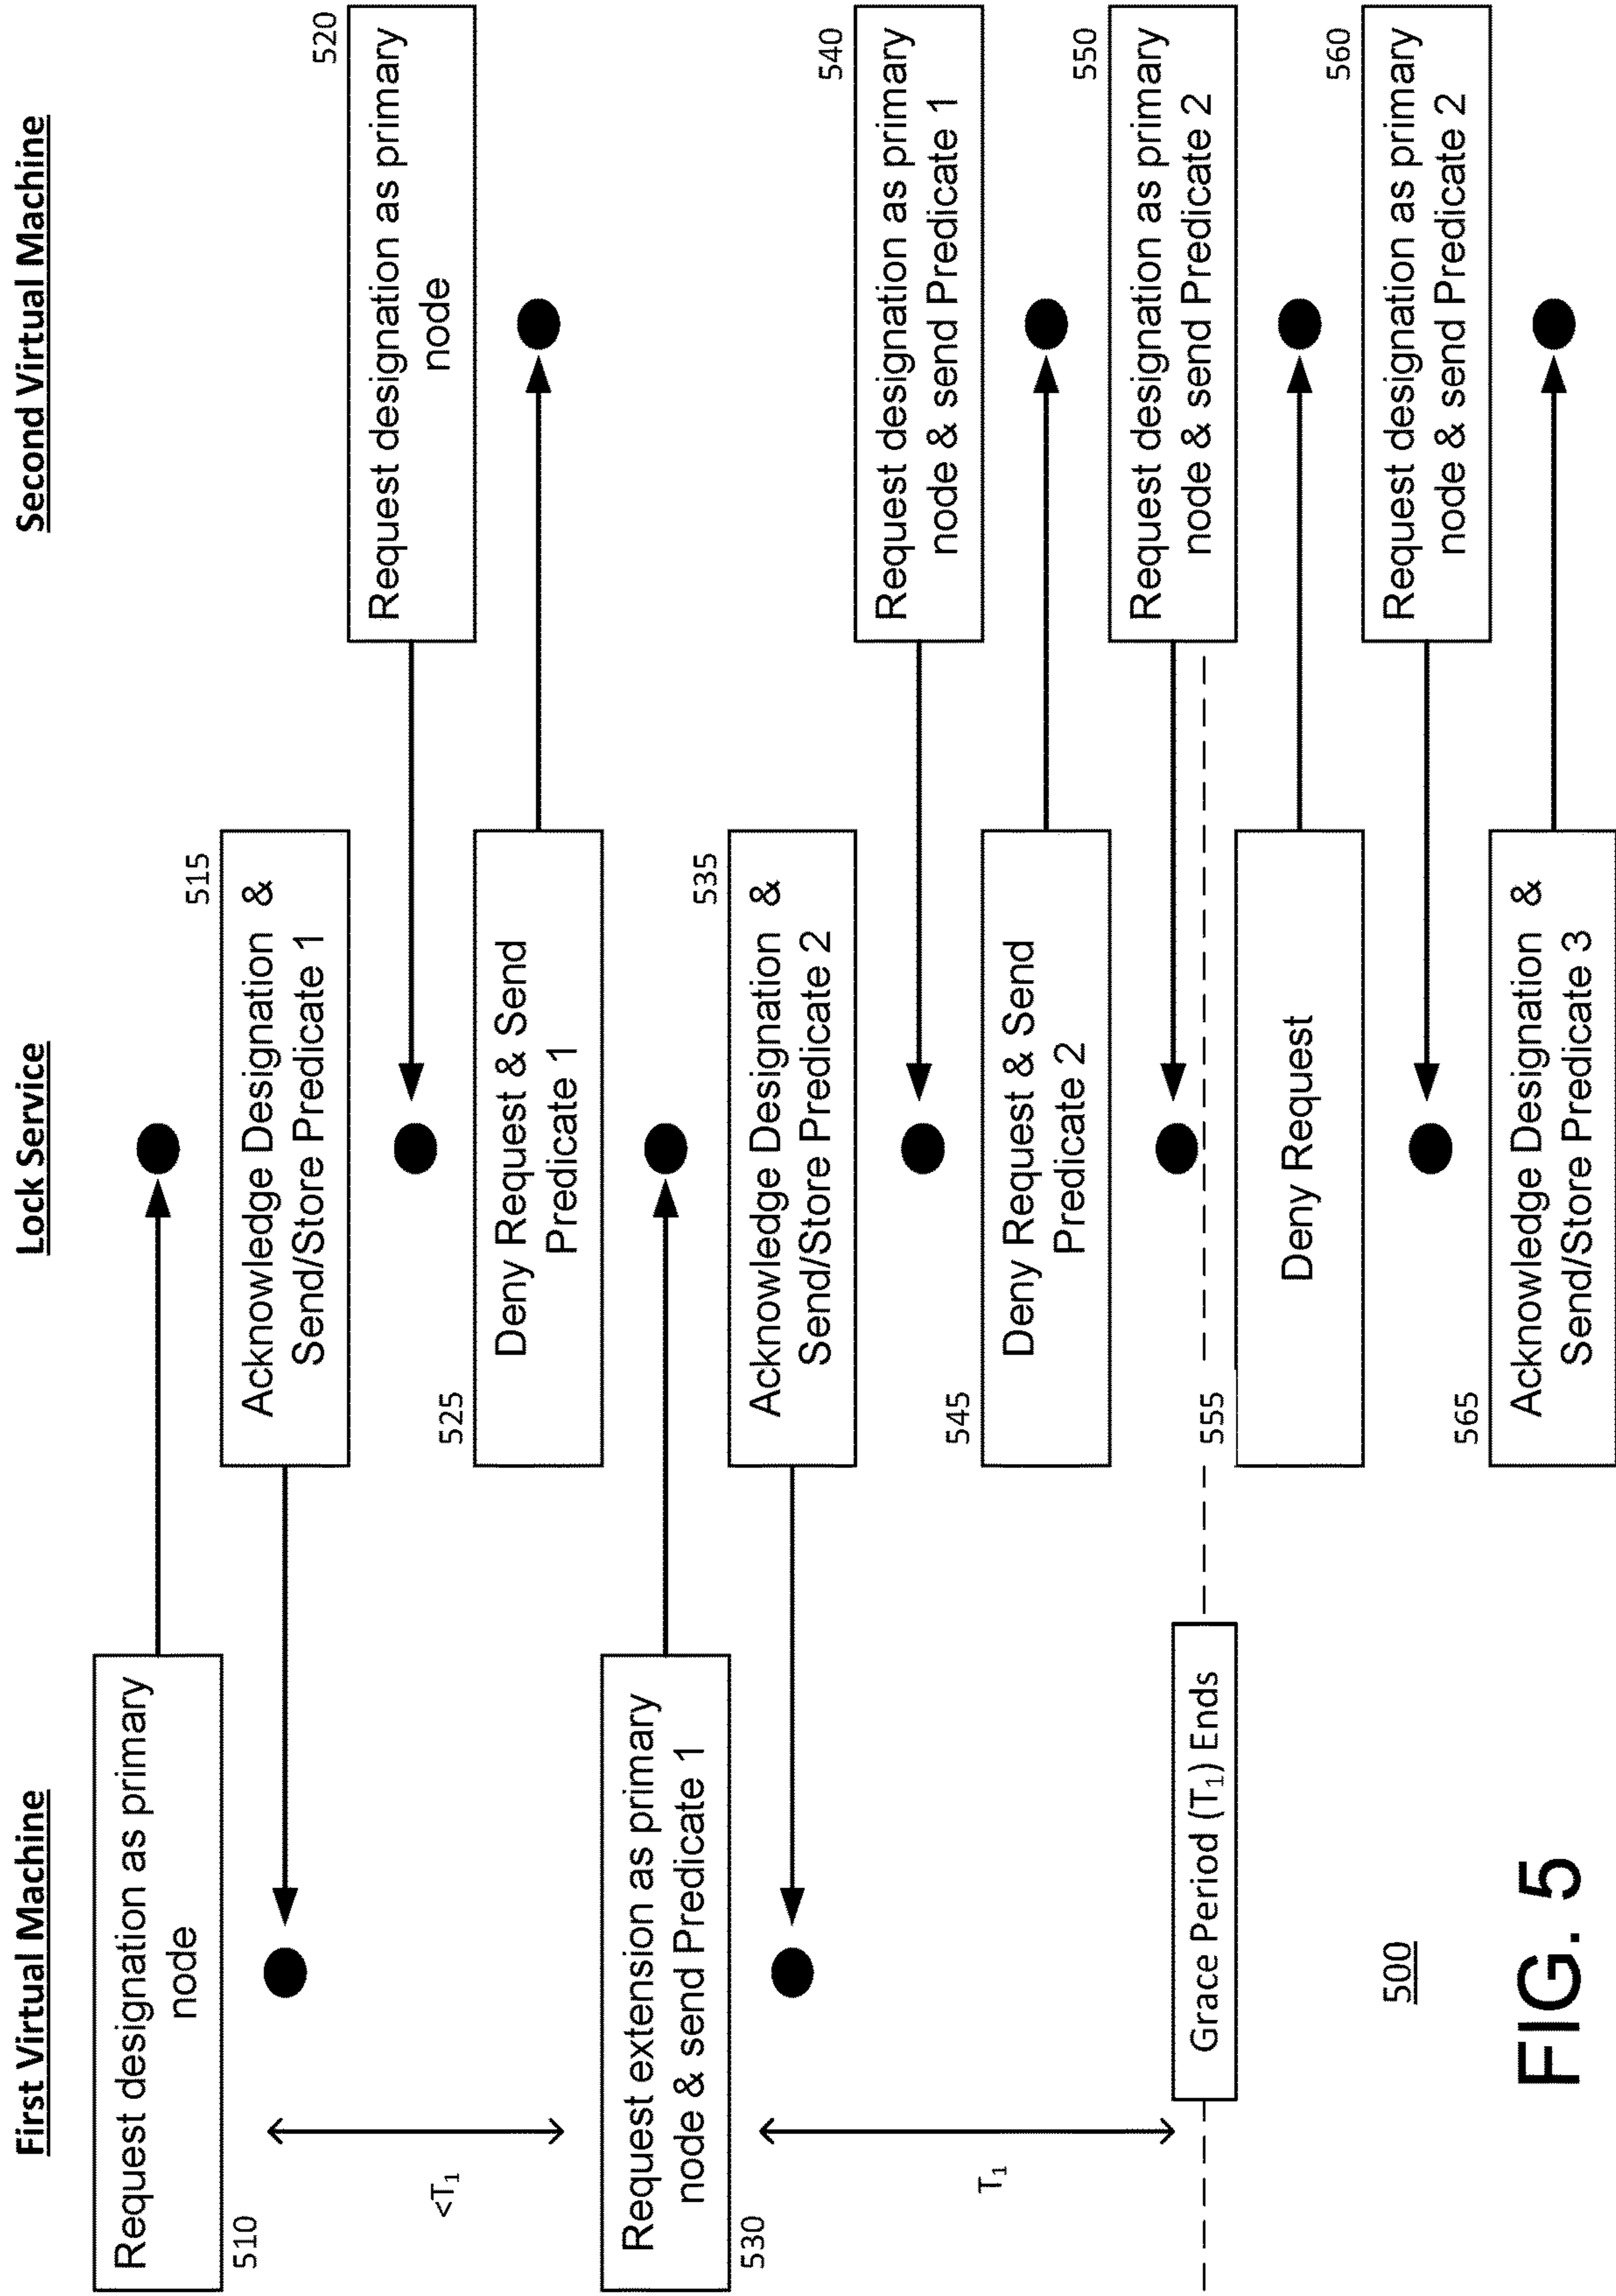 First Virtual Machine
Lock Service
Second Virtual Machine
Request designation as primary
node
510
515
Acknowledge Designation &
Send/Store Predicate 1
520
Request designation as primary
node
<T₁
525
Deny Request & Send
Predicate 1
Request extension as primary
node & send Predicate 1
530
535
Acknowledge Designation &
Send/Store Predicate 2
540
Request designation as primary
node & send Predicate 1
T₁
545
Deny Request & Send
Predicate 2
550
Request designation as primary
node & send Predicate 2
Grace Period (T₁) Ends
555
Deny Request
560
Request designation as primary
node & send Predicate 2
565
Acknowledge Designation &
Send/Store Predicate 3
500
FIG. 5